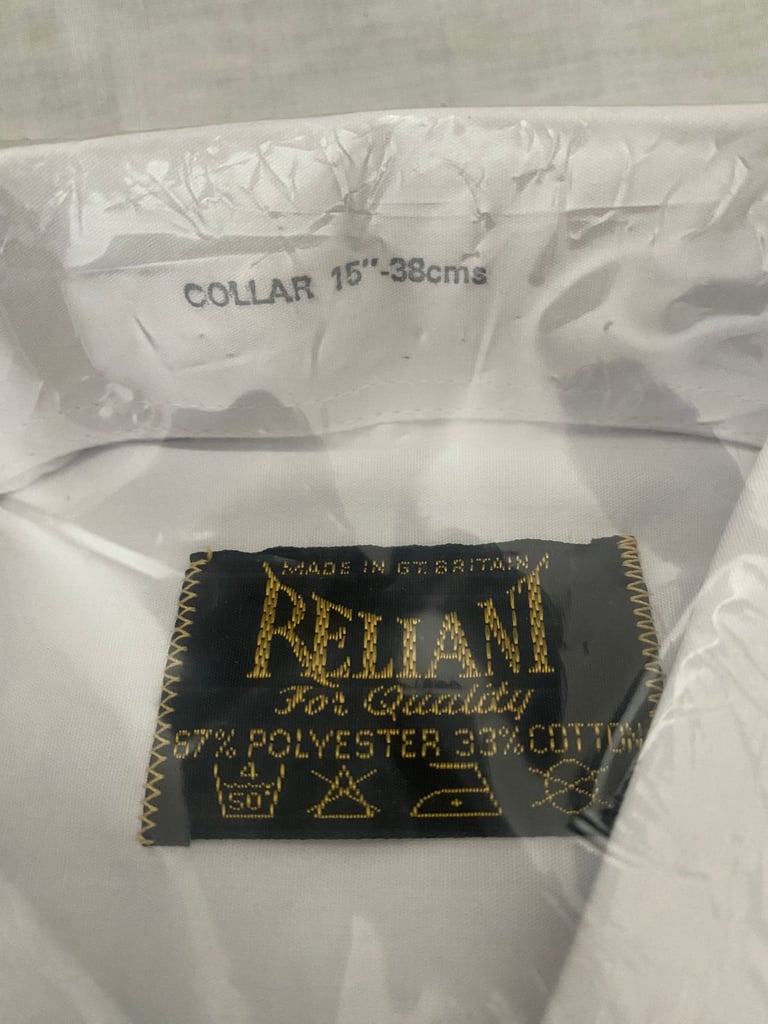 COLLAR 15"-38cms
MADE IN GT. BRITAIN
RELIANT
For Quality
67% POLYESTER 33% COTTON
4
50°